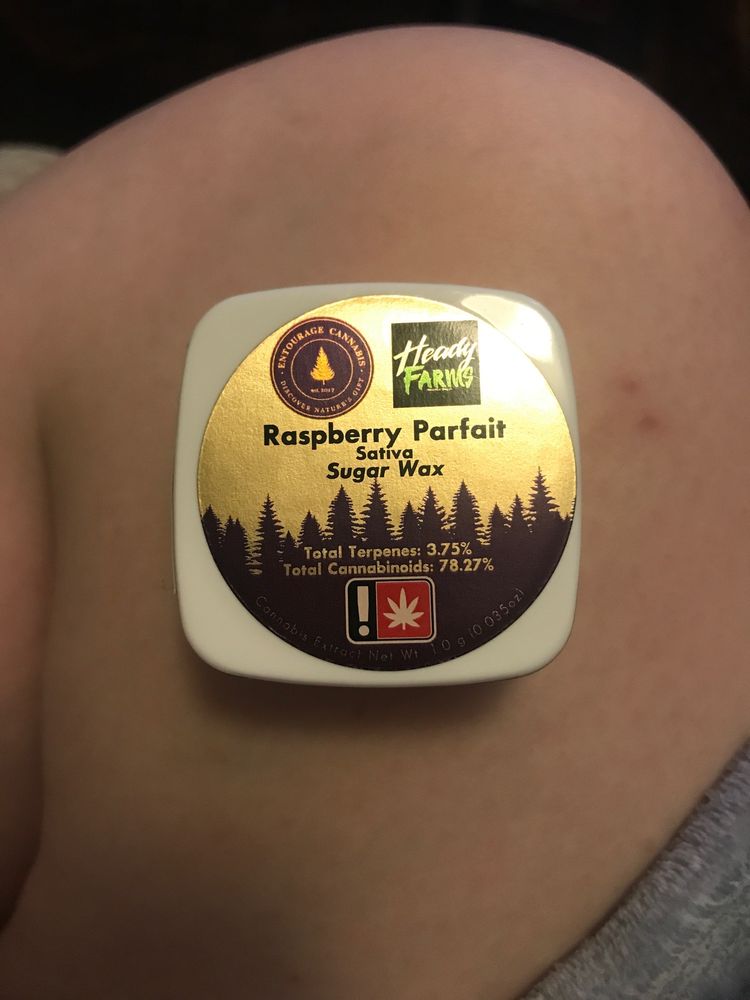 ENTOURAGE CANNABIS
EST. 2017
DISCOVER NATURE'S GIFT
Heady
FARMS
Raspberry Parfait
Sativa
Sugar Wax
Total Terpenes: 3.75%
Total Cannabinoids: 78.27%
!
Cannabis Extract Net Wt. 1.0 g (0.035oz)